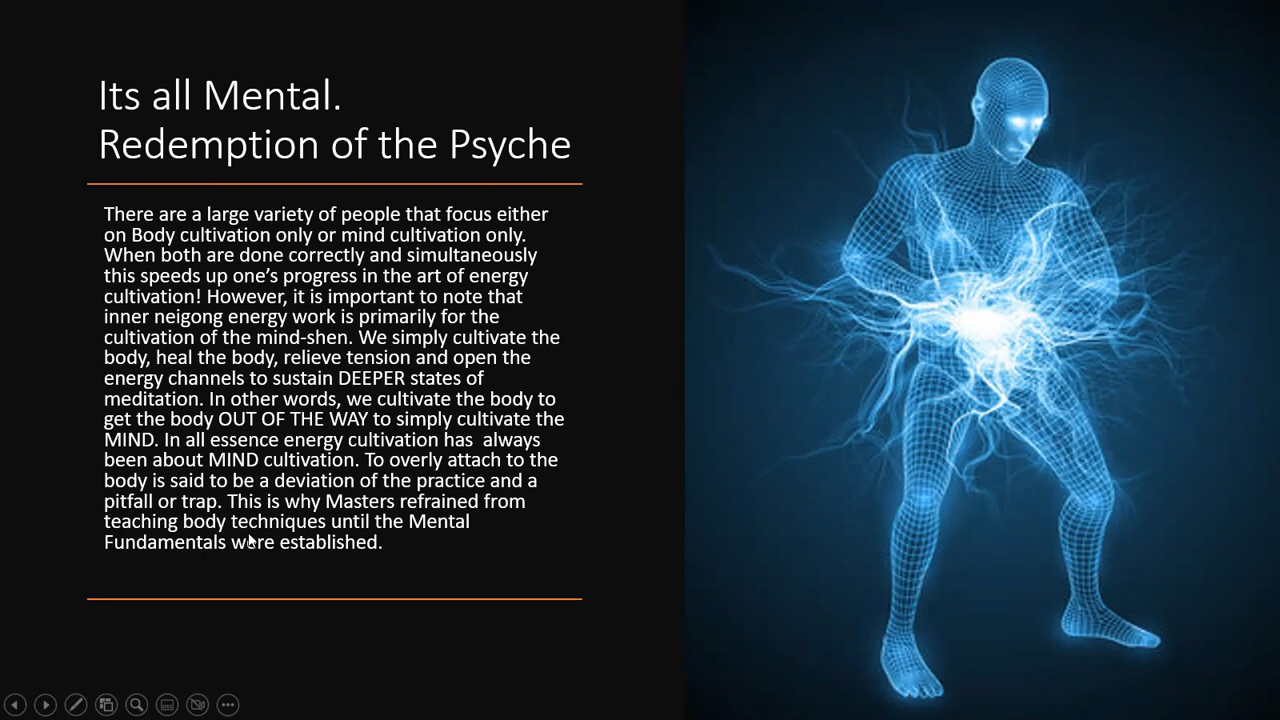 Its all Mental.
Redemption of the Psyche
There are a large variety of people that focus either
on Body cultivation only or mind cultivation only.
When both are done correctly and simultaneously
this speeds up one’s progress in the art of energy
cultivation! However, it is important to note that
inner neigong energy work is primarily for the
cultivation of the mind-shen. We simply cultivate the
body, heal the body, relieve tension and open the
energy channels to sustain DEEPER states of
meditation. In other words, we cultivate the body to
get the body OUT OF THE WAY to simply cultivate the
MIND. In all essence energy cultivation has  always
been about MIND cultivation. To overly attach to the
body is said to be a deviation of the practice and a
pitfall or trap. This is why Masters refrained from
teaching body techniques until the Mental
Fundamentals were established.